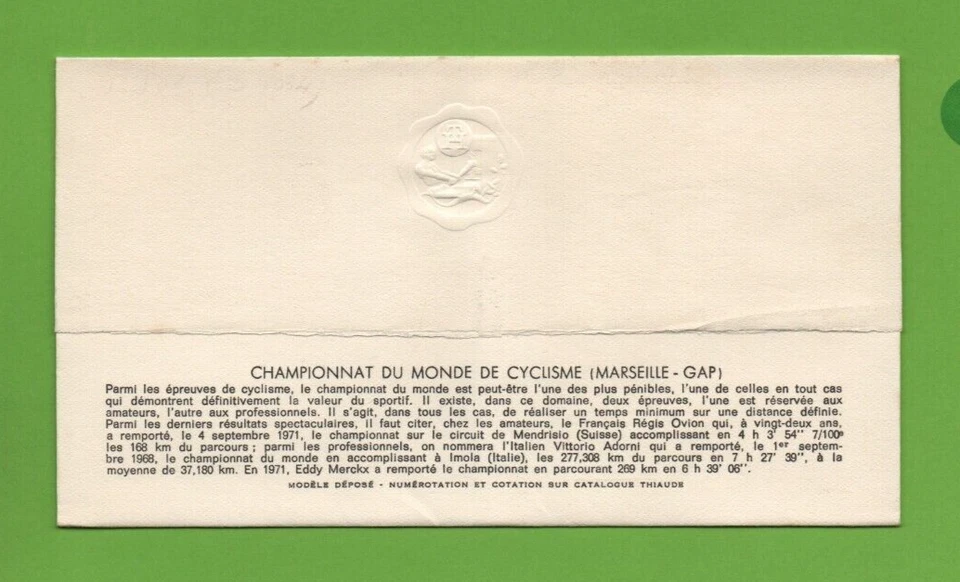 CHAMPIONNAT DU MONDE DE CYCLISME (MARSEILLE - GAP)
Parmi les épreuves de cyclisme, le championnat du monde est peut-être l'une des plus pénibles, l'une de celles en tout cas
qui démontrent définitivement la valeur du sportif. Il existe, dans ce domaine, deux épreuves, l'une est réservée aux
amateurs, l'autre aux professionnels. Il s'agit, dans tous les cas, de réaliser un temps minimum sur une distance définie.
Parmi les derniers résultats spectaculaires, il faut citer, chez les amateurs, le Français Régis Ovion qui, à vingt-deux ans,
a remporté, le 4 septembre 1971, le championnat sur le circuit de Mendrisio (Suisse) accomplissant en 4 h 3' 54'' 7/100e
les 168 km du parcours ; parmi les professionnels, on nommera l'Italien Vittorio Adorni qui a remporté, le 1er septem-
bre 1968, le championnat du monde en accomplissant à Imola (Italie), les 277,308 km du parcours en 7 h 27' 39'', à la
moyenne de 37,180 km. En 1971, Eddy Merckx a remporté le championnat en parcourant 269 km en 6 h 39' 06''.
MODÈLE DÉPOSÉ - NUMÉROTATION ET COTATION SUR CATALOGUE THIAUDE